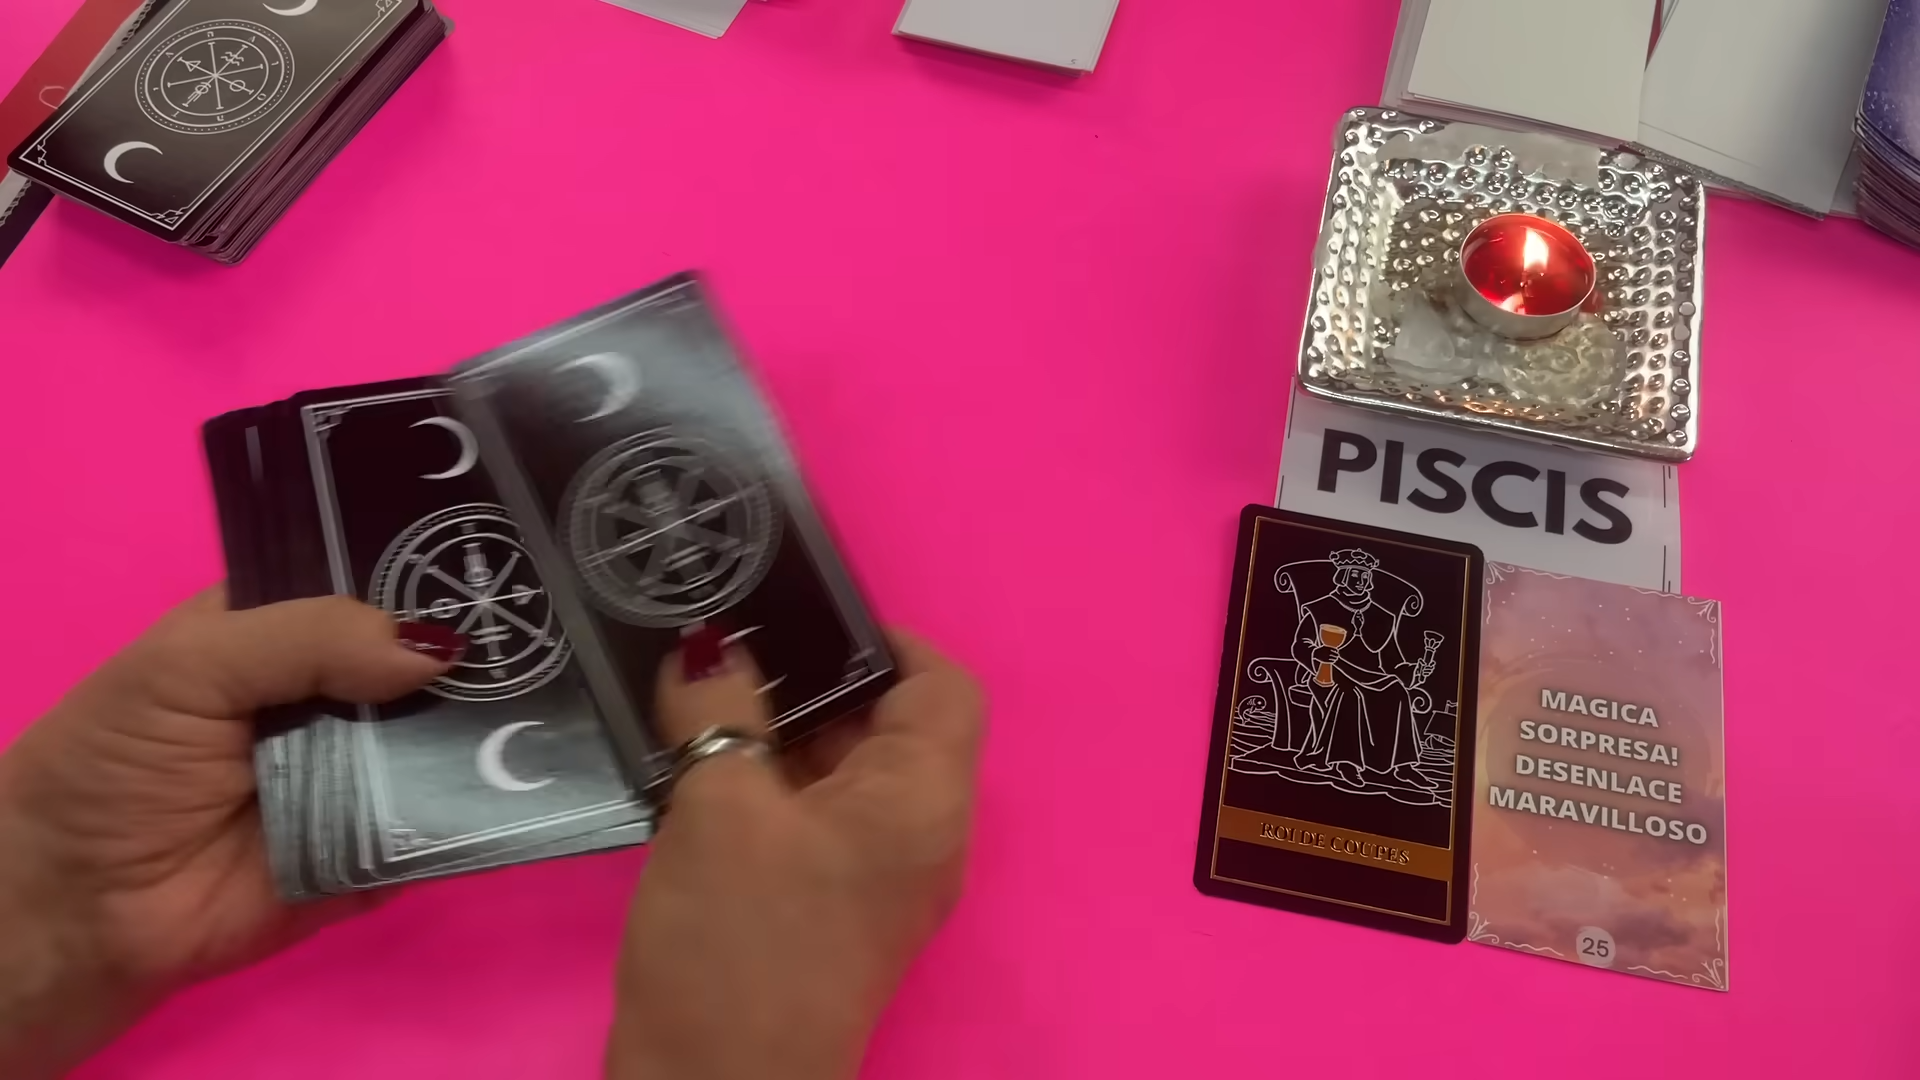 PISCIS
ROI DE COUPES
MAGICA
SORPRESA!
DESENLACE
MARAVILLOSO
25